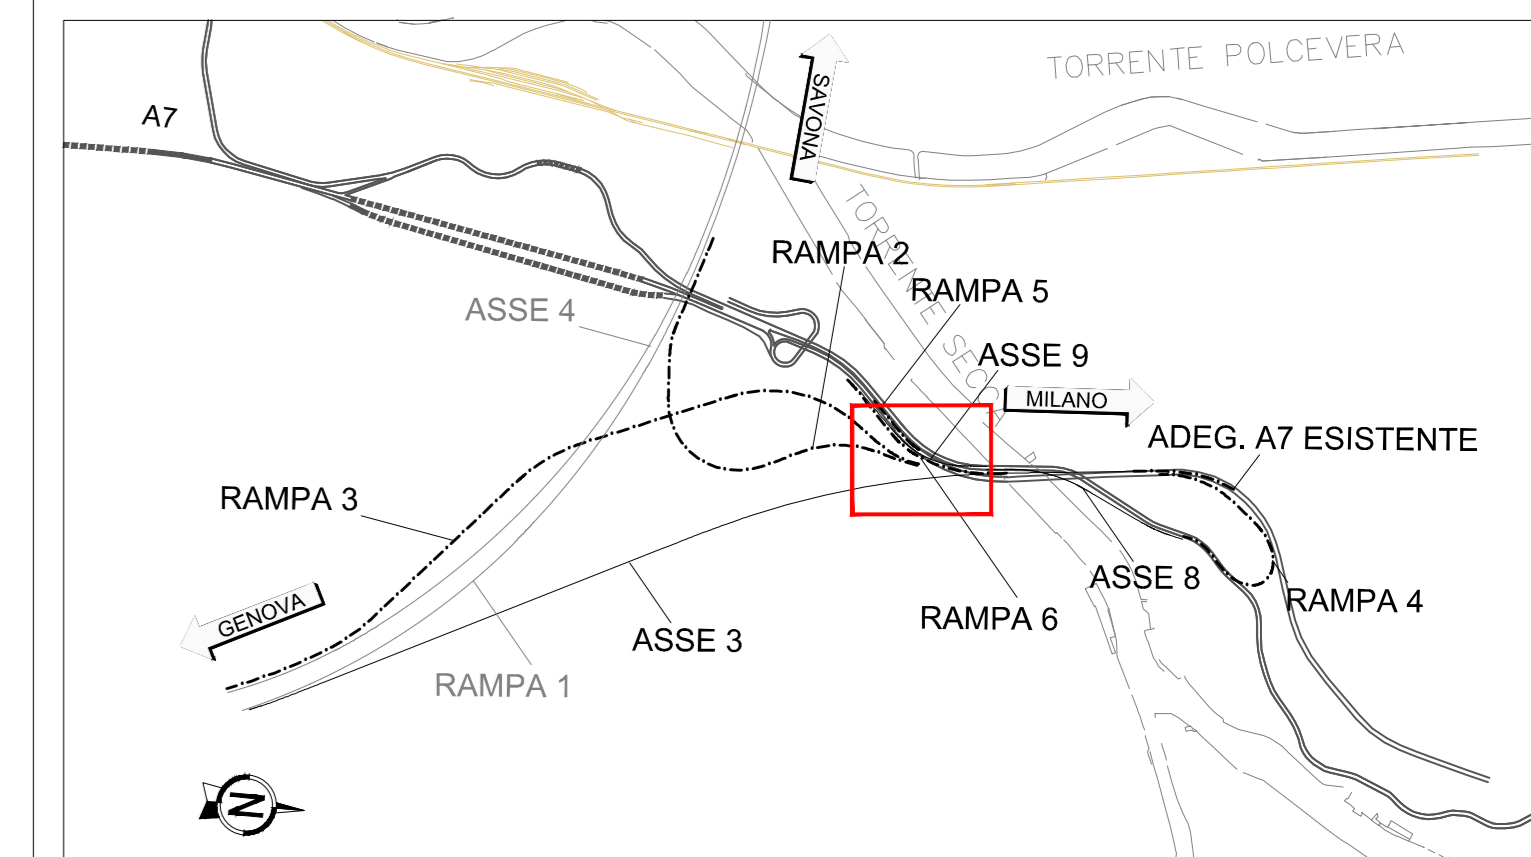 TORRENTE POLCEVERA
SAVONA
A7
TORRENTE SECCA
RAMPA 2
RAMPA 5
ASSE 4
ASSE 9
MILANO
ADEG. A7 ESISTENTE
RAMPA 3
ASSE 8
RAMPA 4
GENOVA
RAMPA 6
ASSE 3
RAMPA 1
N